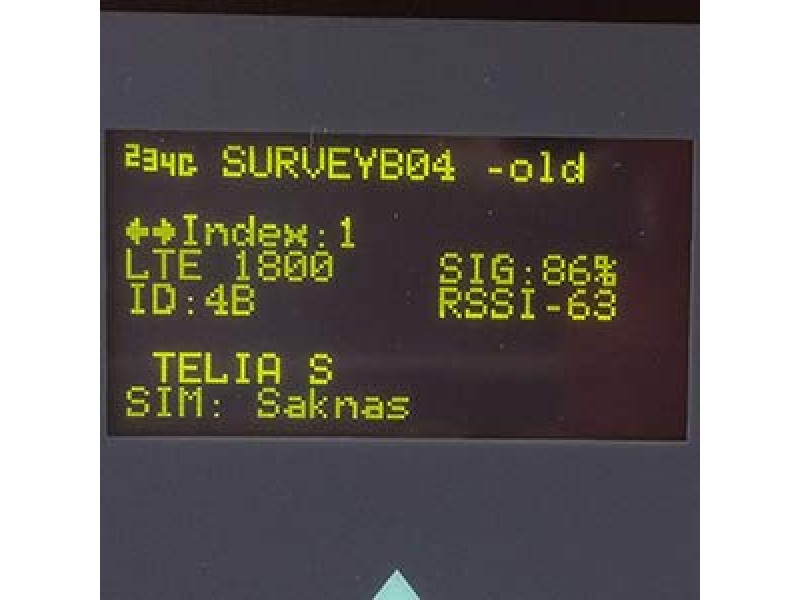 234G SURVEYB04 -old
↔Index:1
LTE 1800 SIG:86%
ID:4B RSSI-63
TELIA S
SIM: Saknas